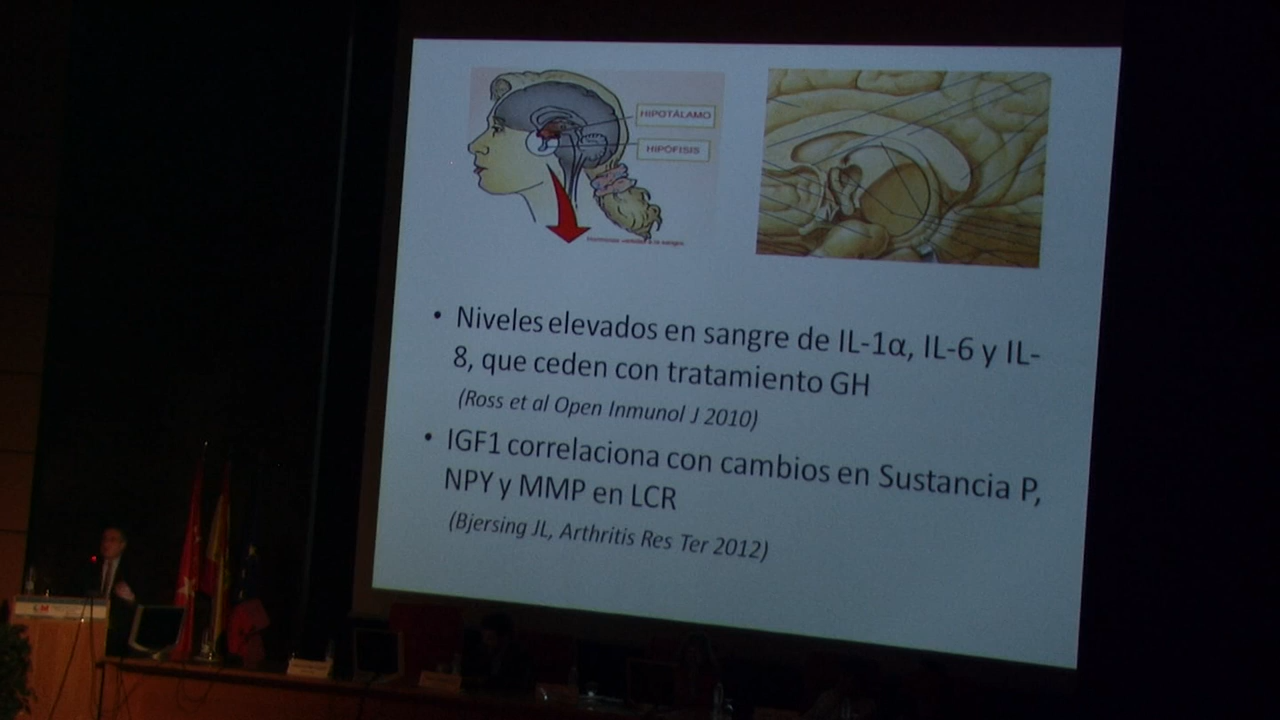 HIPOTÁLAMO
HIPÓFISIS
a la sangre
• Niveles elevados en sangre de IL-1α, IL-6 y IL-
8, que ceden con tratamiento GH
(Ross et al Open Inmunol J 2010)
• IGF1 correlaciona con cambios en Sustancia P,
NPY y MMP en LCR
(Bjersing JL, Arthritis Res Ter 2012)